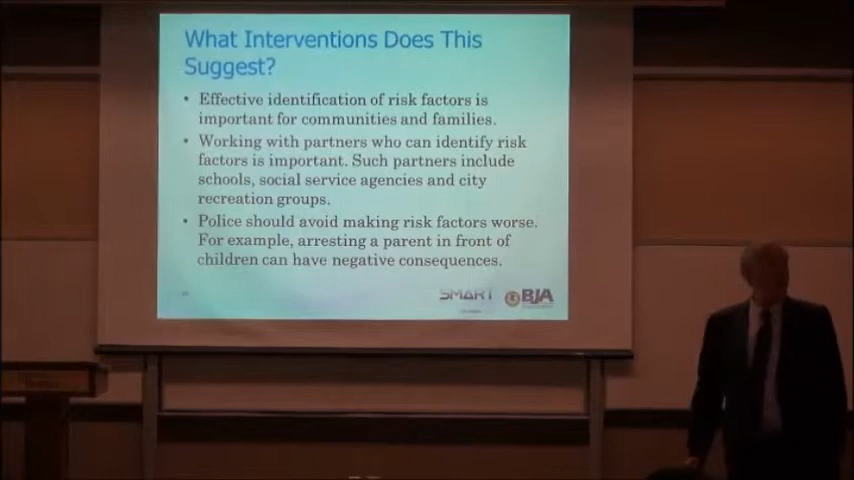 What Interventions Does This
Suggest?
• Effective identification of risk factors is
important for communities and families.
• Working with partners who can identify risk
factors is important. Such partners include
schools, social service agencies and city
recreation groups.
• Police should avoid making risk factors worse.
For example, arresting a parent in front of
children can have negative consequences.
SMART
BJA